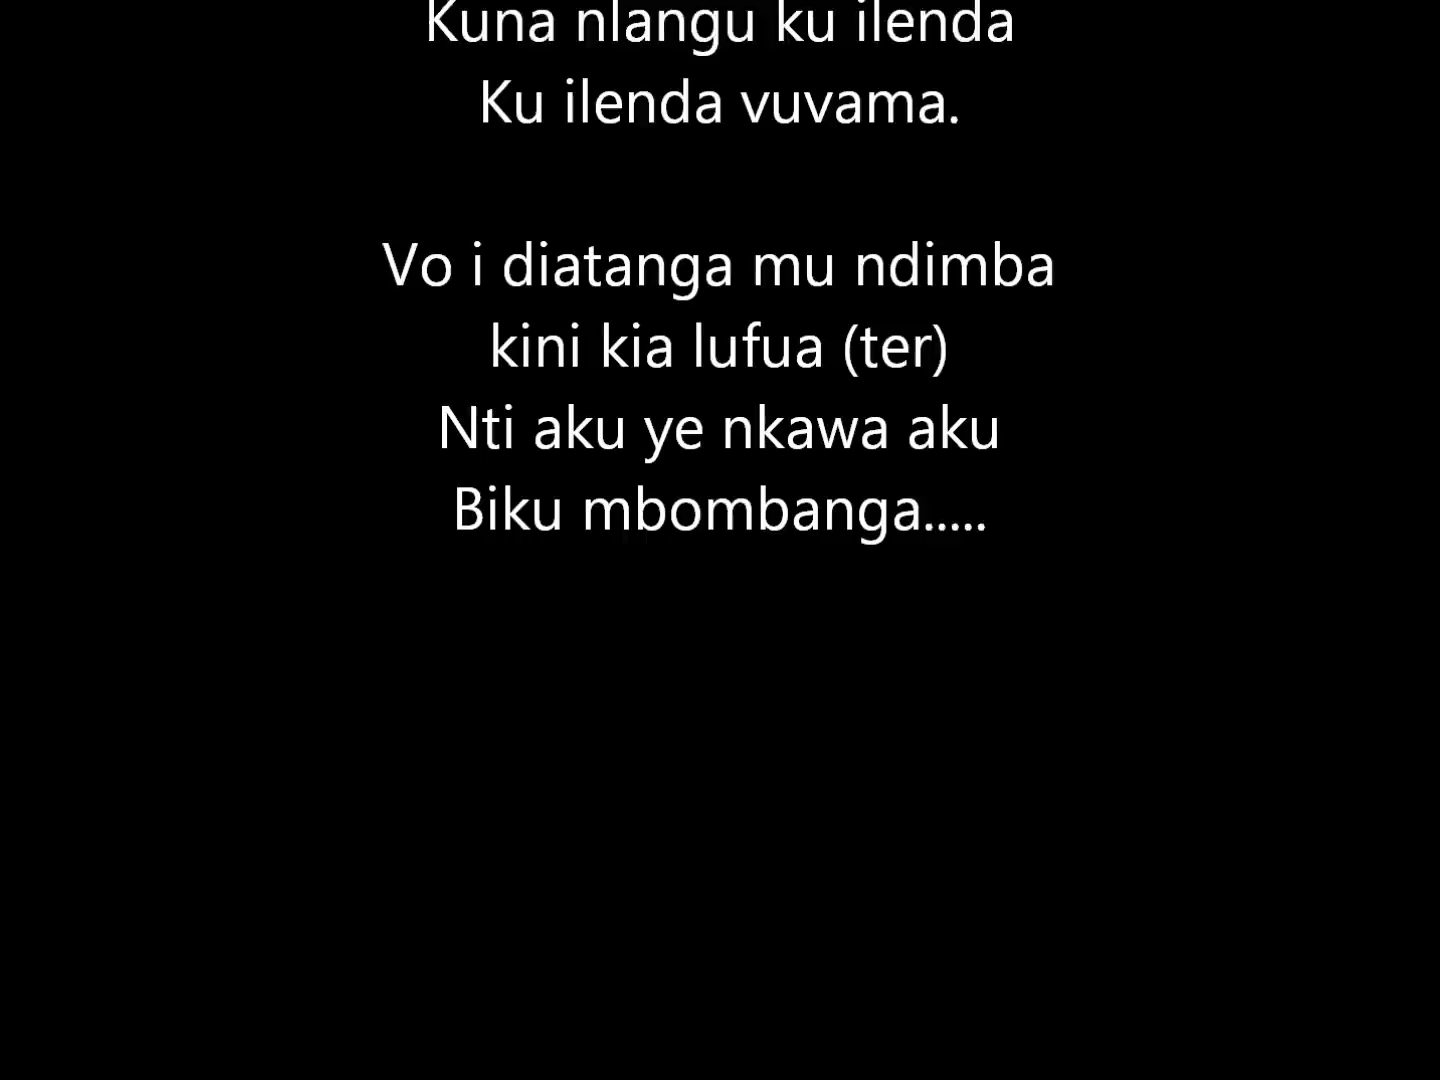 Kuna nlangu ku ilenda
Ku ilenda vuvama.
Vo i diatanga mu ndimba
kini kia lufua (ter)
Nti aku ye nkawa aku
Biku mbombanga.....